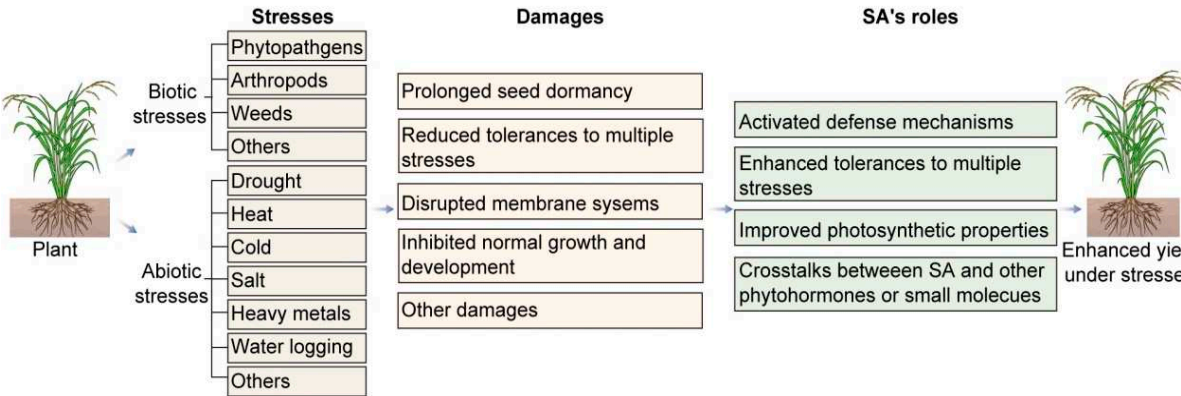 Stresses
Damages
SA's roles
Plant
Biotic
stresses
Abiotic
stresses
Phytopathgens
Arthropods
Weeds
Others
Drought
Heat
Cold
Salt
Heavy metals
Water logging
Others
Prolonged seed dormancy
Reduced tolerances to multiple
stresses
Disrupted membrane sysems
Inhibited normal growth and
development
Other damages
Activated defense mechanisms
Enhanced tolerances to multiple
stresses
Improved photosynthetic properties
Crosstalks betweeen SA and other
phytohormones or small molecues
Enhanced yie
under stresse